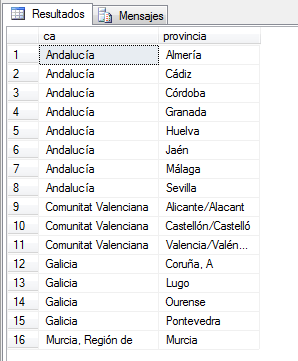 Resultados Mensajes
ca provincia
1 Andalucía Almería
2 Andalucía Cádiz
3 Andalucía Córdoba
4 Andalucía Granada
5 Andalucía Huelva
6 Andalucía Jaén
7 Andalucía Málaga
8 Andalucía Sevilla
9 Comunitat Valenciana Alicante/Alacant
10 Comunitat Valenciana Castellón/Castelló
11 Comunitat Valenciana Valencia/Valén...
12 Galicia Coruña, A
13 Galicia Lugo
14 Galicia Ourense
15 Galicia Pontevedra
16 Murcia, Región de Murcia